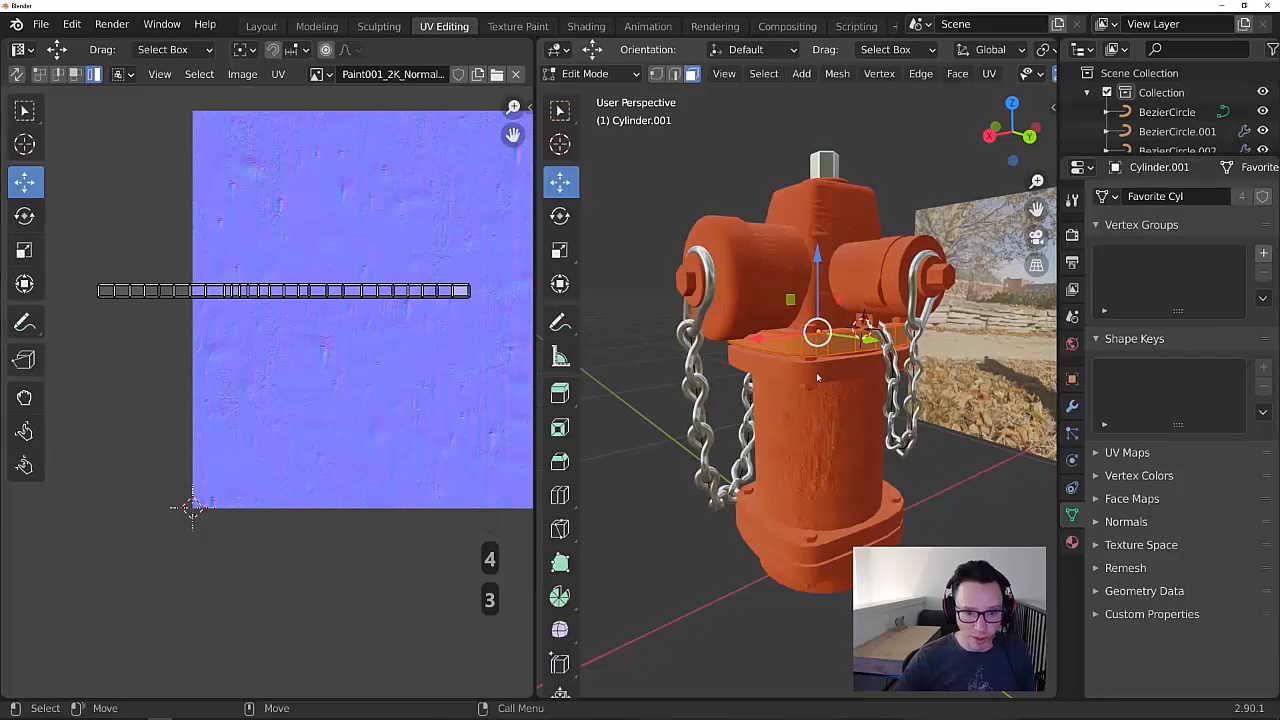 Blender
File Edit Render Window Help
Layout Modeling Sculpting UV Editing Texture Paint Shading Animation Rendering Compositing Scripting
Scene
View Layer
Drag: Select Box
Orientation: Default Drag: Select Box Global
View Select Image UV Paint001_2K_Normal...
Edit Mode View Select Add Mesh Vertex Edge Face UV
User Perspective
(1) Cylinder.001
Z
X
Y
4
3
Scene Collection
Collection
BezierCircle
BezierCircle.001
BezierCircle.002
Cylinder.001 Favorite
Favorite Cyl 4
Vertex Groups
Shape Keys
UV Maps
Vertex Colors
Face Maps
Normals
Texture Space
Remesh
Geometry Data
Custom Properties
Select Move Move Call Menu 2.90.1